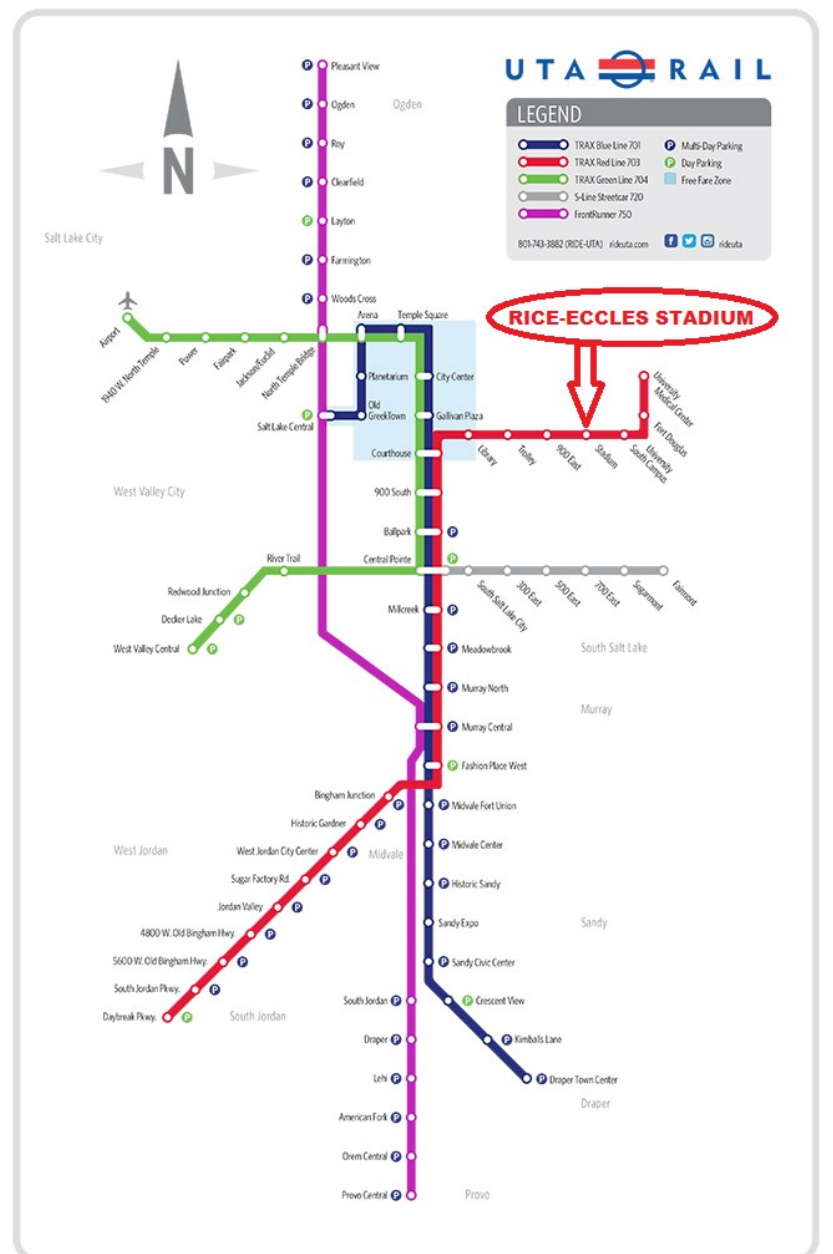 UTA RAIL
LEGEND
TRAX Blue Line 701
TRAX Red Line 703
TRAX Green Line 704
S-Line Streetcar 720
FrontRunner 750
P Multi-Day Parking
P Day Parking
Free Fare Zone
801-743-3882 (RIDE-UTA) rideuta.com f rideuta
N
RICE-ECCLES STADIUM
P Pleasant View
P Ogden
Ogden
P Roy
P Clearfield
P Layton
Salt Lake City
P Farmington
P Woods Cross
Airport
1940 W. North Temple
Power
Fairpark
Jackson/Euclid
North Temple Bridge
Arena
Temple Square
Planetarium
City Center
Old
GreekTown
Gallivan Plaza
P
Salt Lake Central
Courthouse
Library
Trolley
900 East
Stadium
University
South Campus
Fort Douglas
University
Medical Center
900 South
West Valley City
Ballpark P
Central Pointe P
River Trail
Redwood Junction
Decker Lake P
West Valley Central P
South Salt Lake City
300 East
500 East
700 East
Sugarmont
Fairmont
Millcreek P
P Meadowbrook
South Salt Lake
P Murray North
Murray
P Murray Central
P Fashion Place West
Bingham Junction P
P Midvale Fort Union
Historic Gardner P
West Jordan
West Jordan City Center P
Midvale
P Midvale Center
Sugar Factory Rd. P
P Historic Sandy
Jordan Valley P
Sandy Expo
Sandy
4800 W. Old Bingham Hwy. P
5600 W. Old Bingham Hwy. P
P Sandy Civic Center
South Jordan Pkwy. P
Daybreak Pkwy. P
South Jordan
South Jordan P
P Crescent View
Draper P
P Kimballs Lane
Lehi P
P Draper Town Center
Draper
American Fork P
Orem Central P
Provo Central P
Provo